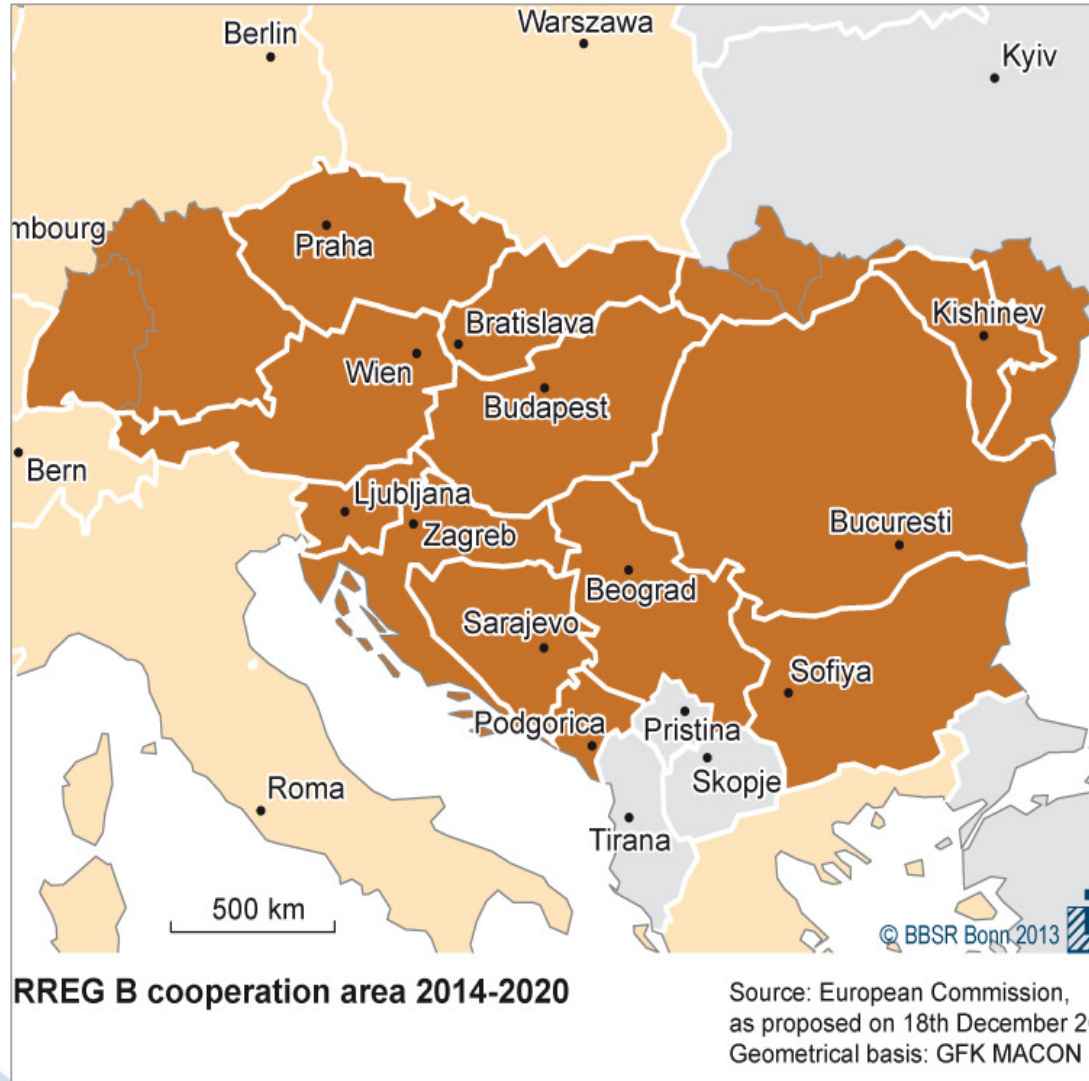 Warszawa
Berlin
Kyiv
mbourg
Praha
Kishinev
Bratislava
Wien
Budapest
Bern
Ljubljana
Zagreb
Bucuresti
Beograd
Sarajevo
Sofiya
Podgorica
Pristina
Skopje
Roma
Tirana
500 km
© BBSR Bonn 2013
RREG B cooperation area 2014-2020
Source: European Commission,
as proposed on 18th December 20
Geometrical basis: GFK MACON